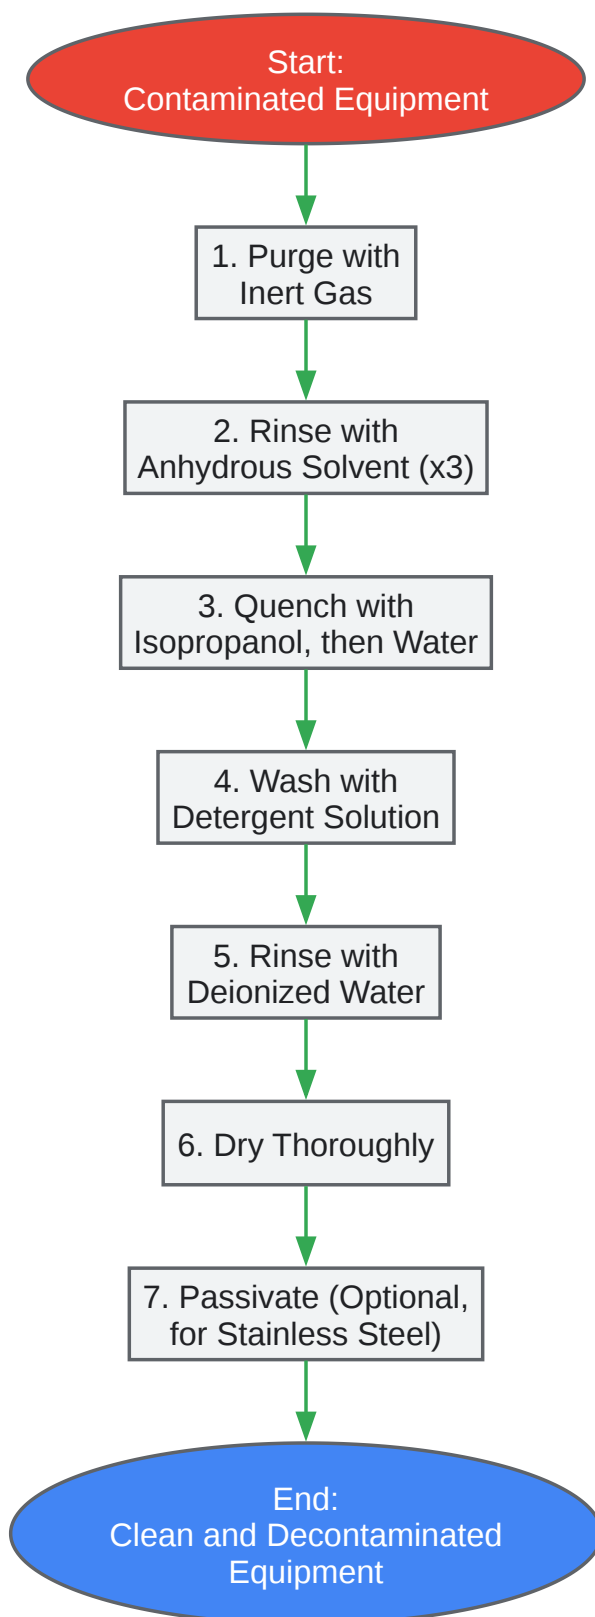 Start:
Contaminated Equipment
1. Purge with
Inert Gas
2. Rinse with
Anhydrous Solvent (x3)
3. Quench with
Isopropanol, then Water
4. Wash with
Detergent Solution
5. Rinse with
Deionized Water
6. Dry Thoroughly
7. Passivate (Optional,
for Stainless Steel)
End:
Clean and Decontaminated
Equipment